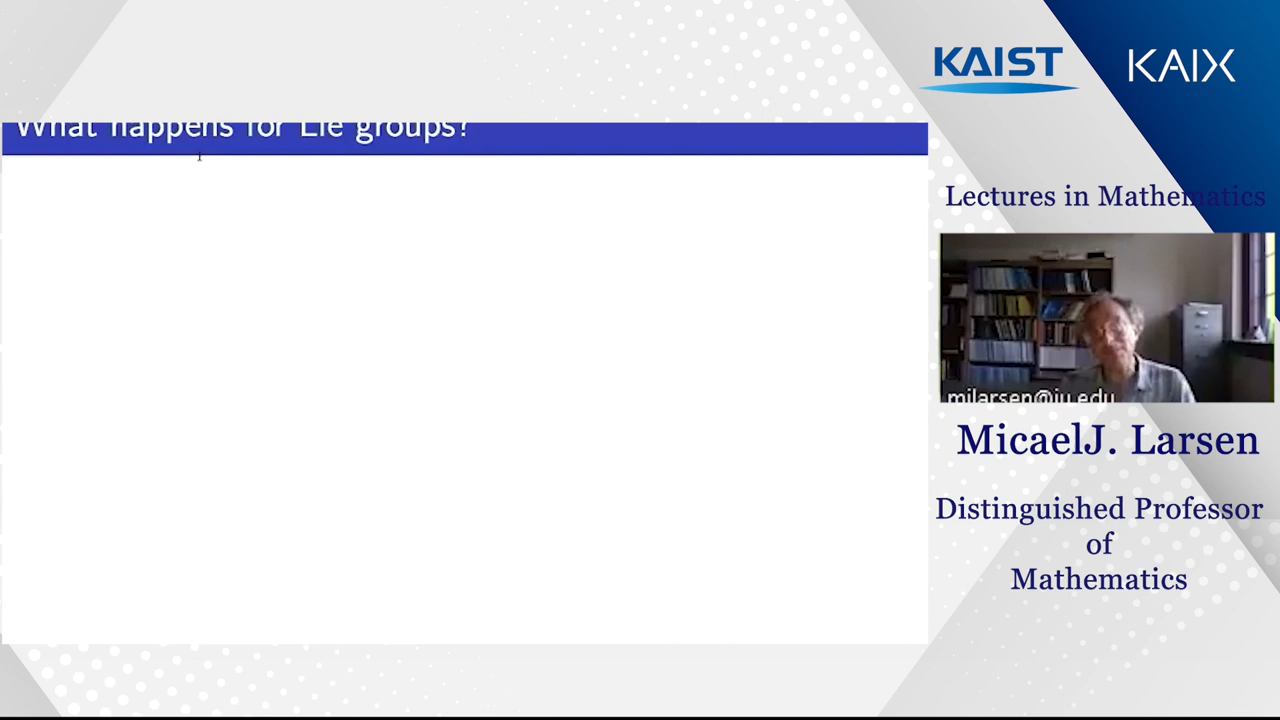 KAIST KAIX
What happens for Lie groups?
Lectures in Mathematics
milarsen@iu.edu
MicaelJ. Larsen
Distinguished Professor
of
Mathematics